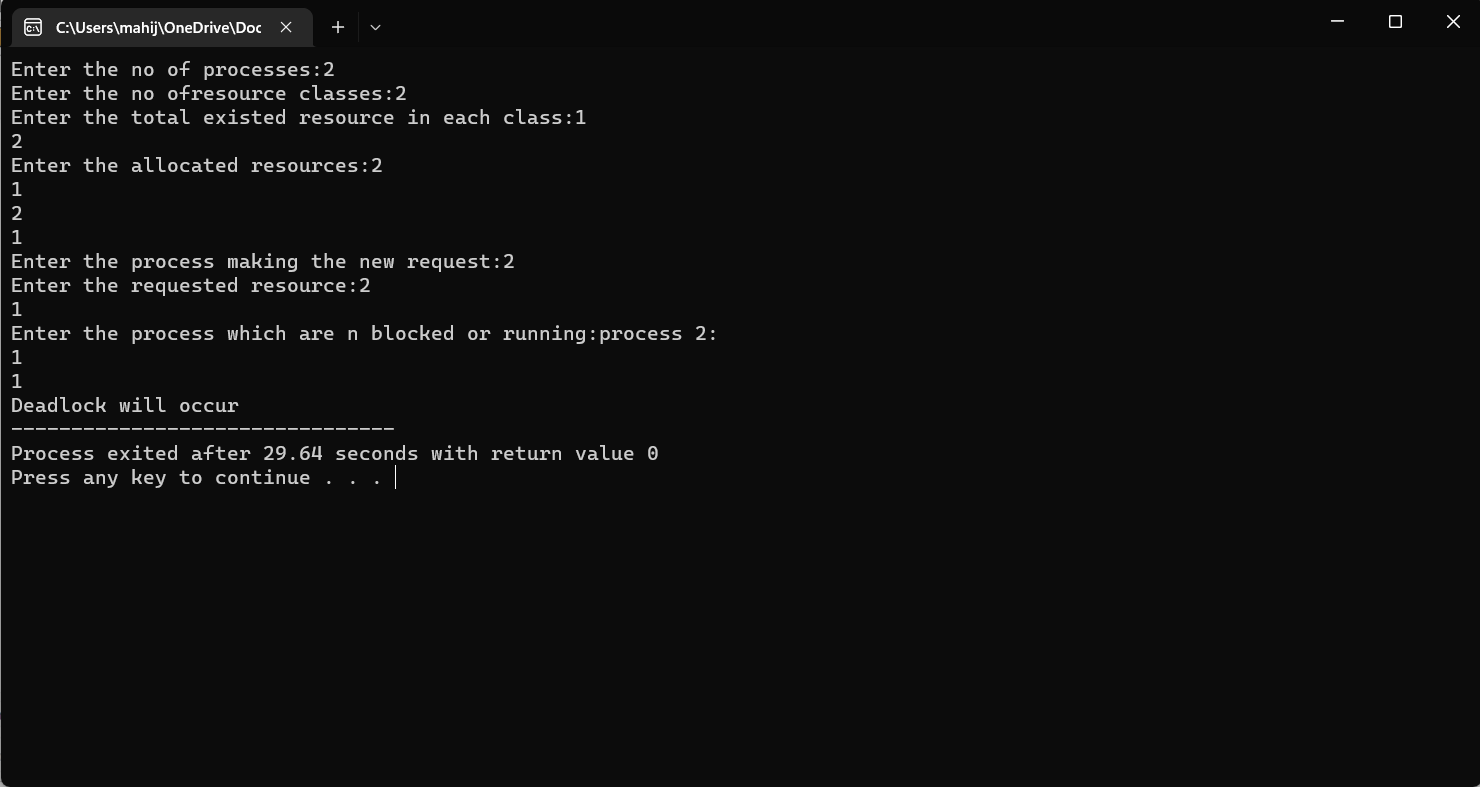 C:\Users\mahij\OneDrive\Doc
Enter the no of processes:2
Enter the no ofresource classes:2
Enter the total existed resource in each class:1
2
Enter the allocated resources:2
1
2
1
Enter the process making the new request:2
Enter the requested resource:2
1
Enter the process which are n blocked or running:process 2:
1
1
Deadlock will occur
--------------------------------
Process exited after 29.64 seconds with return value 0
Press any key to continue . . .